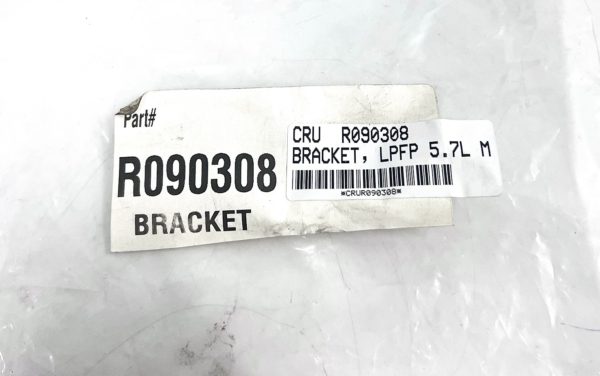 Part#
R090308
BRACKET
CRU R090308
BRACKET, LPFP 5.7L M
*CRUR090308*